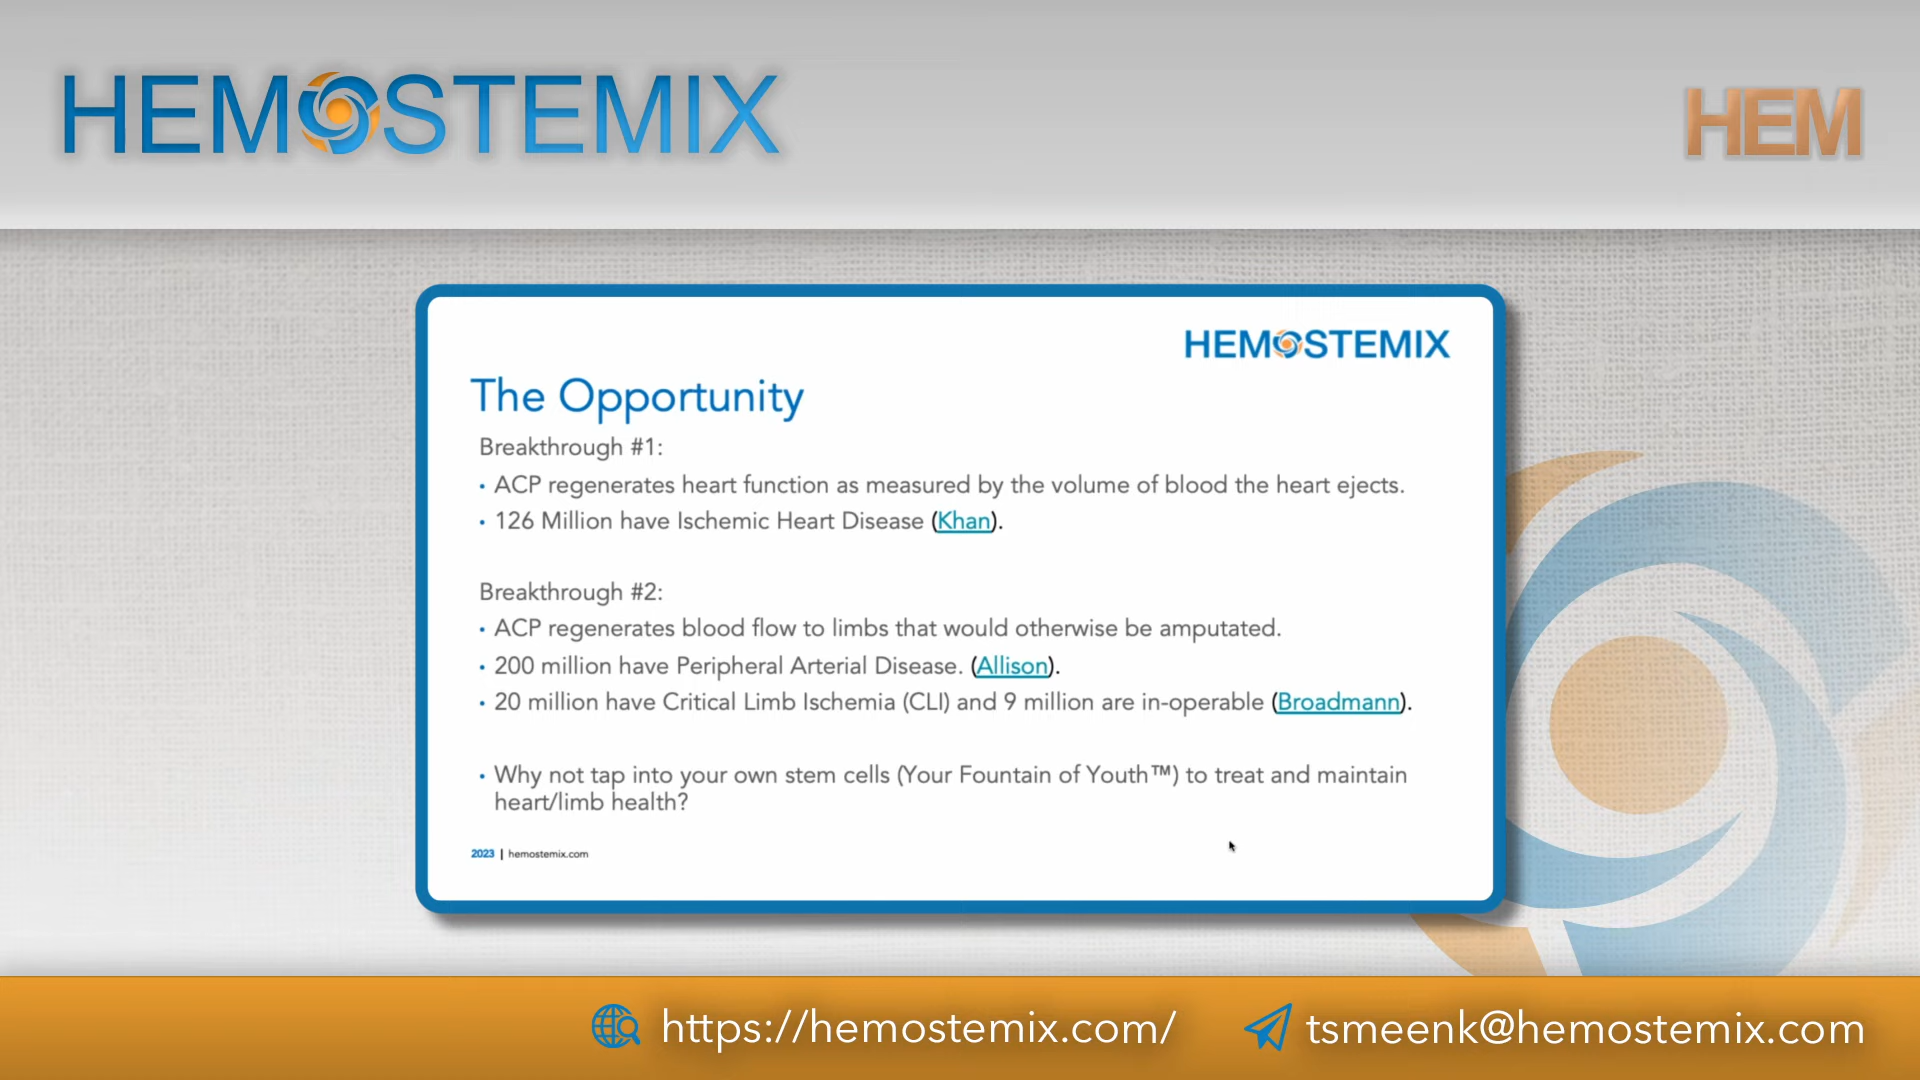 HEMOSTEMIX
HEM
HEMOSTEMIX
The Opportunity
Breakthrough #1:
• ACP regenerates heart function as measured by the volume of blood the heart ejects.
• 126 Million have Ischemic Heart Disease (Khan).
Breakthrough #2:
• ACP regenerates blood flow to limbs that would otherwise be amputated.
• 200 million have Peripheral Arterial Disease. (Allison).
• 20 million have Critical Limb Ischemia (CLI) and 9 million are in-operable (Broadmann).
• Why not tap into your own stem cells (Your Fountain of Youth™) to treat and maintain
heart/limb health?
2023 | hemostemix.com
https://hemostemix.com/
tsmeenk@hemostemix.com